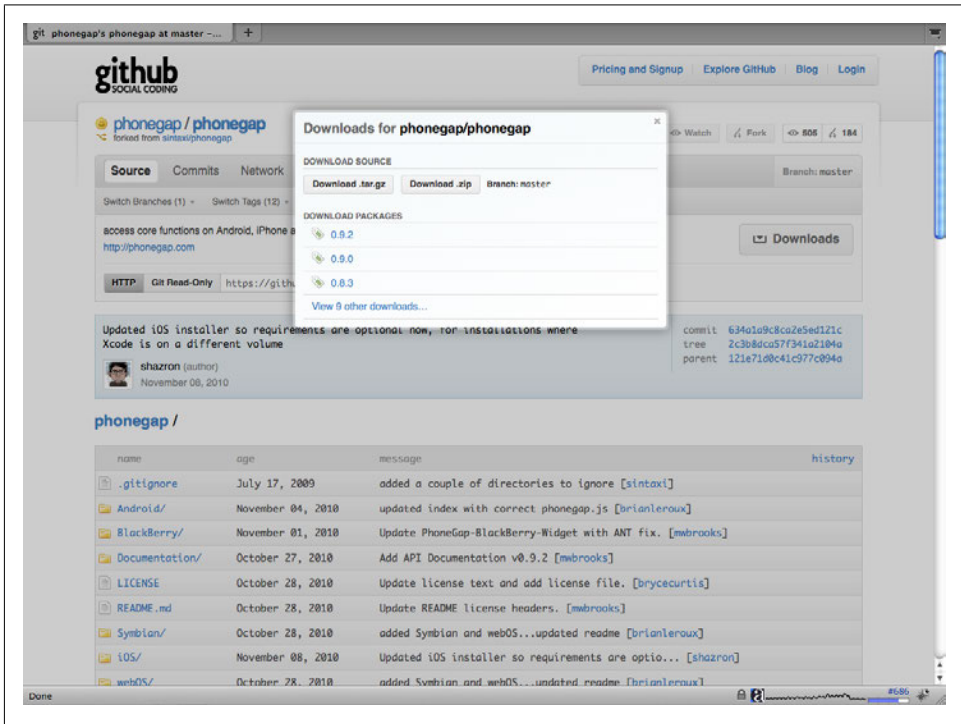 git phonegap's phonegap at master –... +
github
SOCIAL CODING
Pricing and Signup Explore GitHub Blog Login
phonegap / phonegap
forked from sintaxi/phonegap
Watch Fork 505 184
Source Commits Network
Branch: master
Switch Branches (1) Switch Tags (12)
access core functions on Android, iPhone a
http://phonegap.com
Downloads
HTTP Git Read-Only https://gith
Downloads for phonegap/phonegap ×
DOWNLOAD SOURCE
Download .tar.gz Download .zip Branch: master
DOWNLOAD PACKAGES
0.9.2
0.9.0
0.8.3
View 9 other downloads...
Updated iOS installer so requirements are optional now, for installations where
Xcode is on a different volume
shazron (author)
November 08, 2010
commit 634a1a9c8ca2e5ed121c
tree 2c3b8dca57f341a2104a
parent 121e71d0c41c977c094a
phonegap /
name age message history
.gitignore July 17, 2009 added a couple of directories to ignore [sintaxi]
Android/ November 04, 2010 updated index with correct phonegap.js [brianleroux]
BlackBerry/ November 01, 2010 Update PhoneGap-BlackBerry-Widget with ANT fix. [mwbrooks]
Documentation/ October 27, 2010 Add API Documentation v0.9.2 [mwbrooks]
LICENSE October 28, 2010 Update license text and add license file. [brycecurtis]
README.md October 28, 2010 Update README license headers. [mwbrooks]
Symbian/ October 28, 2010 added Symbian and webOS...updated readme [brianleroux]
iOS/ November 08, 2010 Updated iOS installer so requirements are optio... [shazron]
webOS/ October 28, 2010 added Symbian and webOS...updated readme [brianleroux]
Done #686